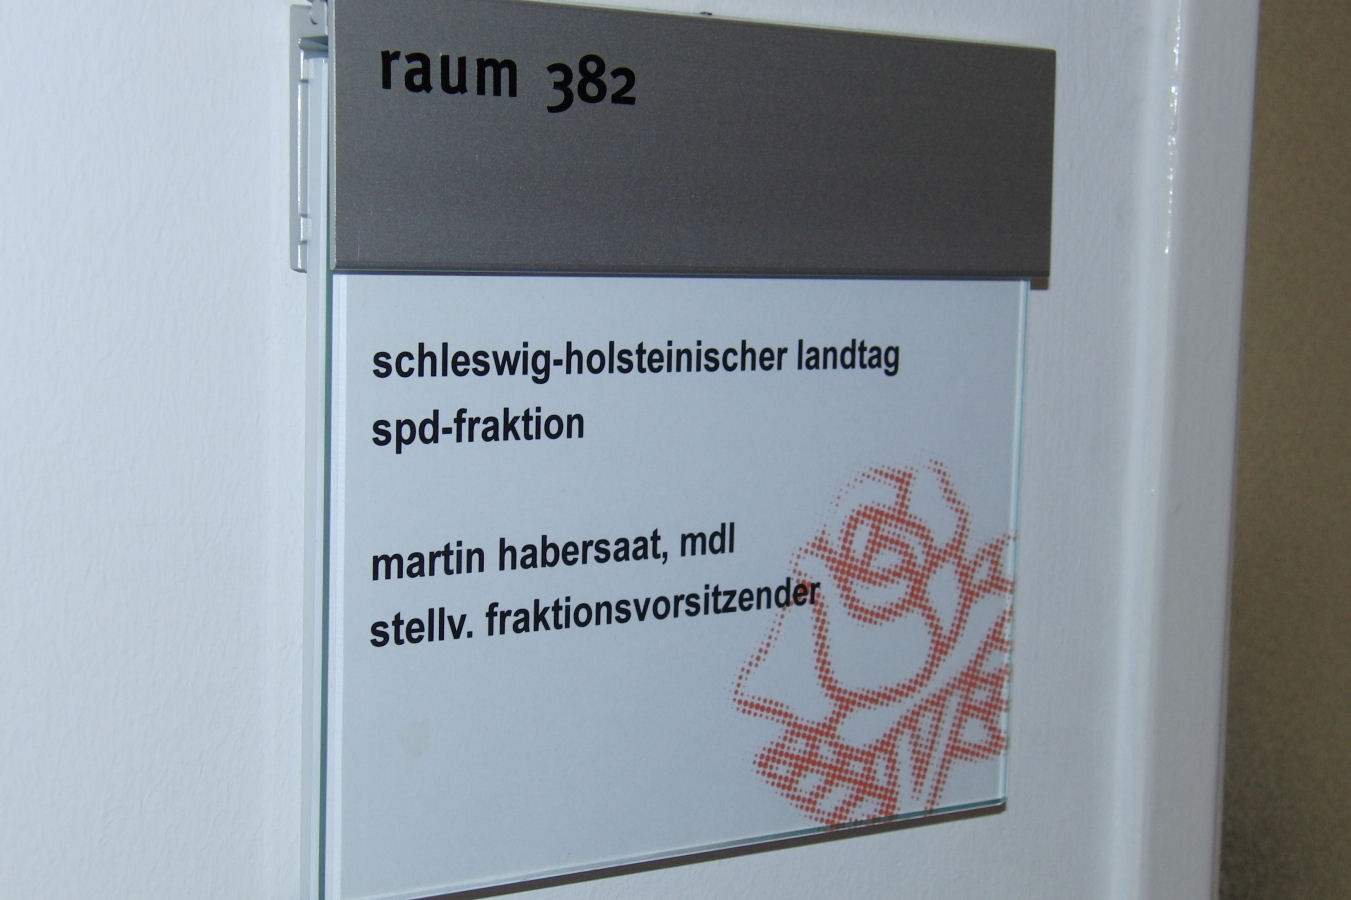 raum 382
schleswig-holsteinischer landtag
spd-fraktion
martin habersaat, mdl
stellv. fraktionsvorsitzender